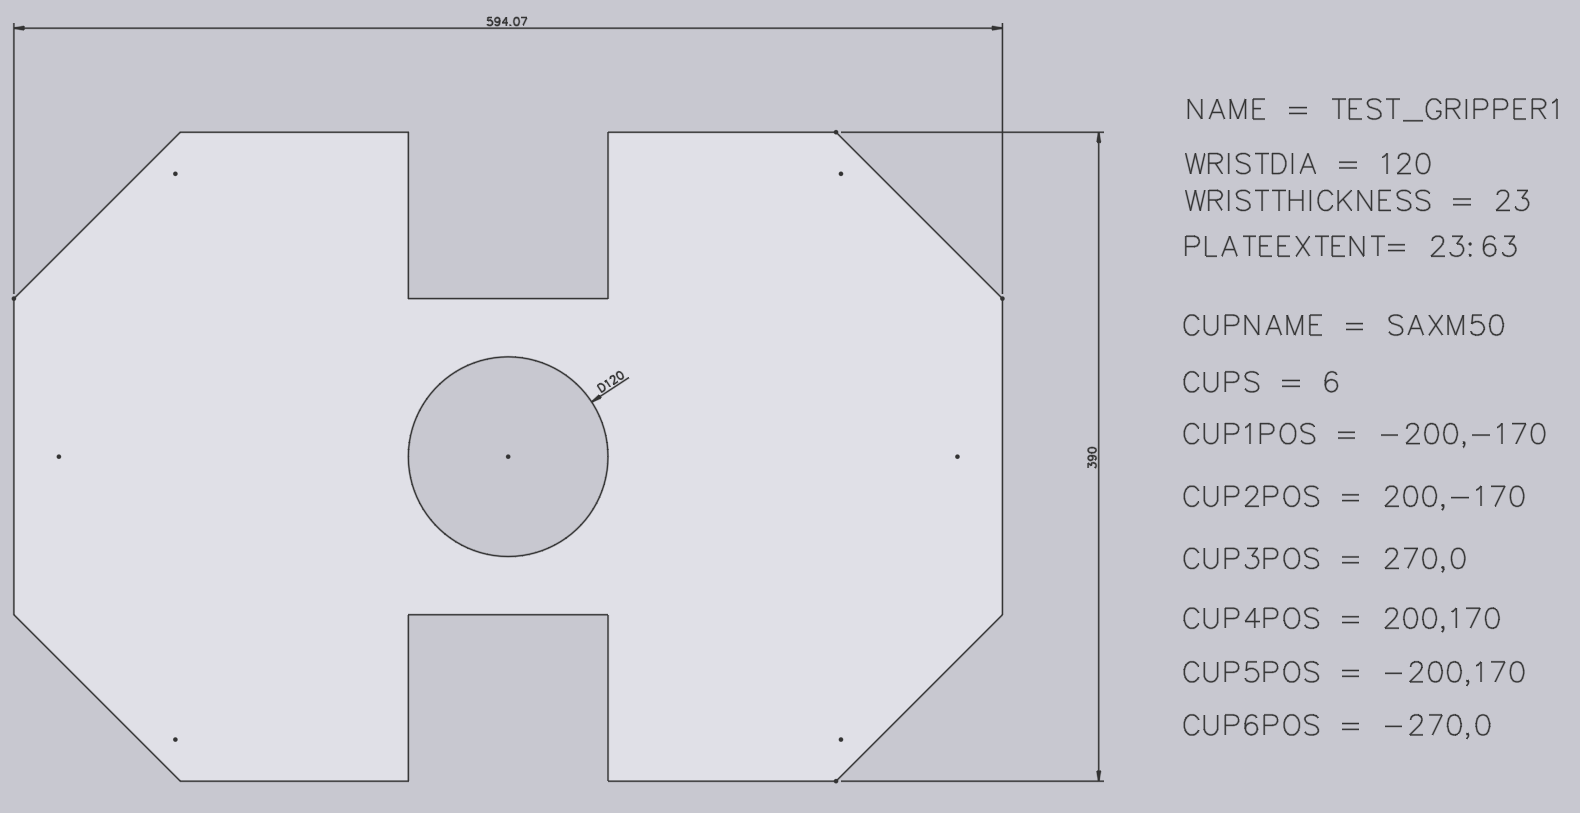 594.07
NAME = TEST_GRIPPER1
WRISTDIA = 120
WRISTTHICKNESS = 23
PLATEEXTENT= 23:63
CUPNAME = SAXM50
D120
CUPS = 6
CUP1POS = -200,-170
390
CUP2POS = 200,-170
CUP3POS = 270,0
CUP4POS = 200,170
CUP5POS = -200,170
CUP6POS = -270,0